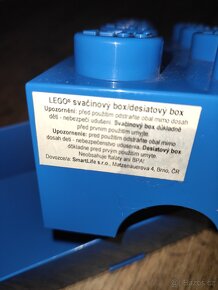 LEGO® svačinový box/desiatový box
Upozornění: před použitím odstraňte obal mimo dosah
dětí - nebezpečí udušení. Svačinový box důkladně
před prvním použitím umyjte.
Upozornenie: pred použitím odstráňte obal mimo dosah
detí - nebezpečenstvo udusenia. Desiatový box
dôkladne pred prvým použitím umyte.
Neobsahuje ftaláty ani BPA!
Dovozce/a: SmartLife s.r.o., Mutěnická 4, Brno, ČR